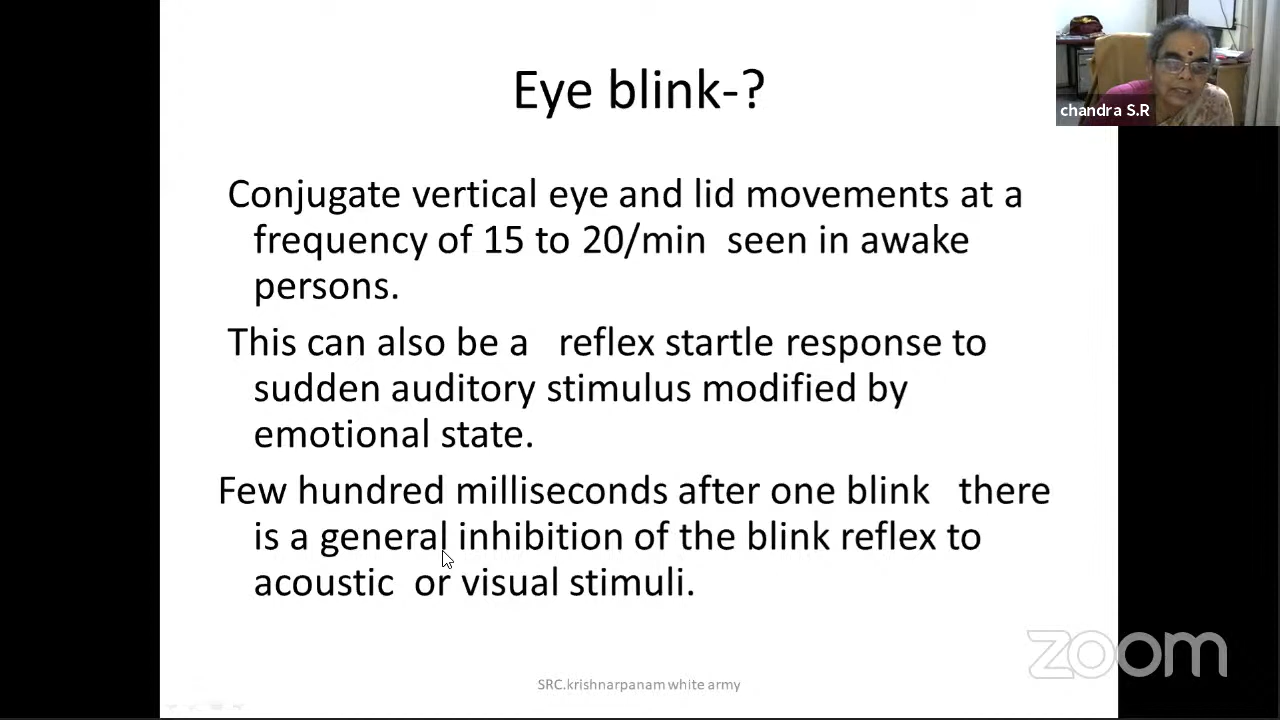 Eye blink-?
chandra S.R
Conjugate vertical eye and lid movements at a
frequency of 15 to 20/min seen in awake
persons.
This can also be a reflex startle response to
sudden auditory stimulus modified by
emotional state.
Few hundred milliseconds after one blink there
is a general inhibition of the blink reflex to
acoustic or visual stimuli.
zoom
SRC.krishnarpanam white army